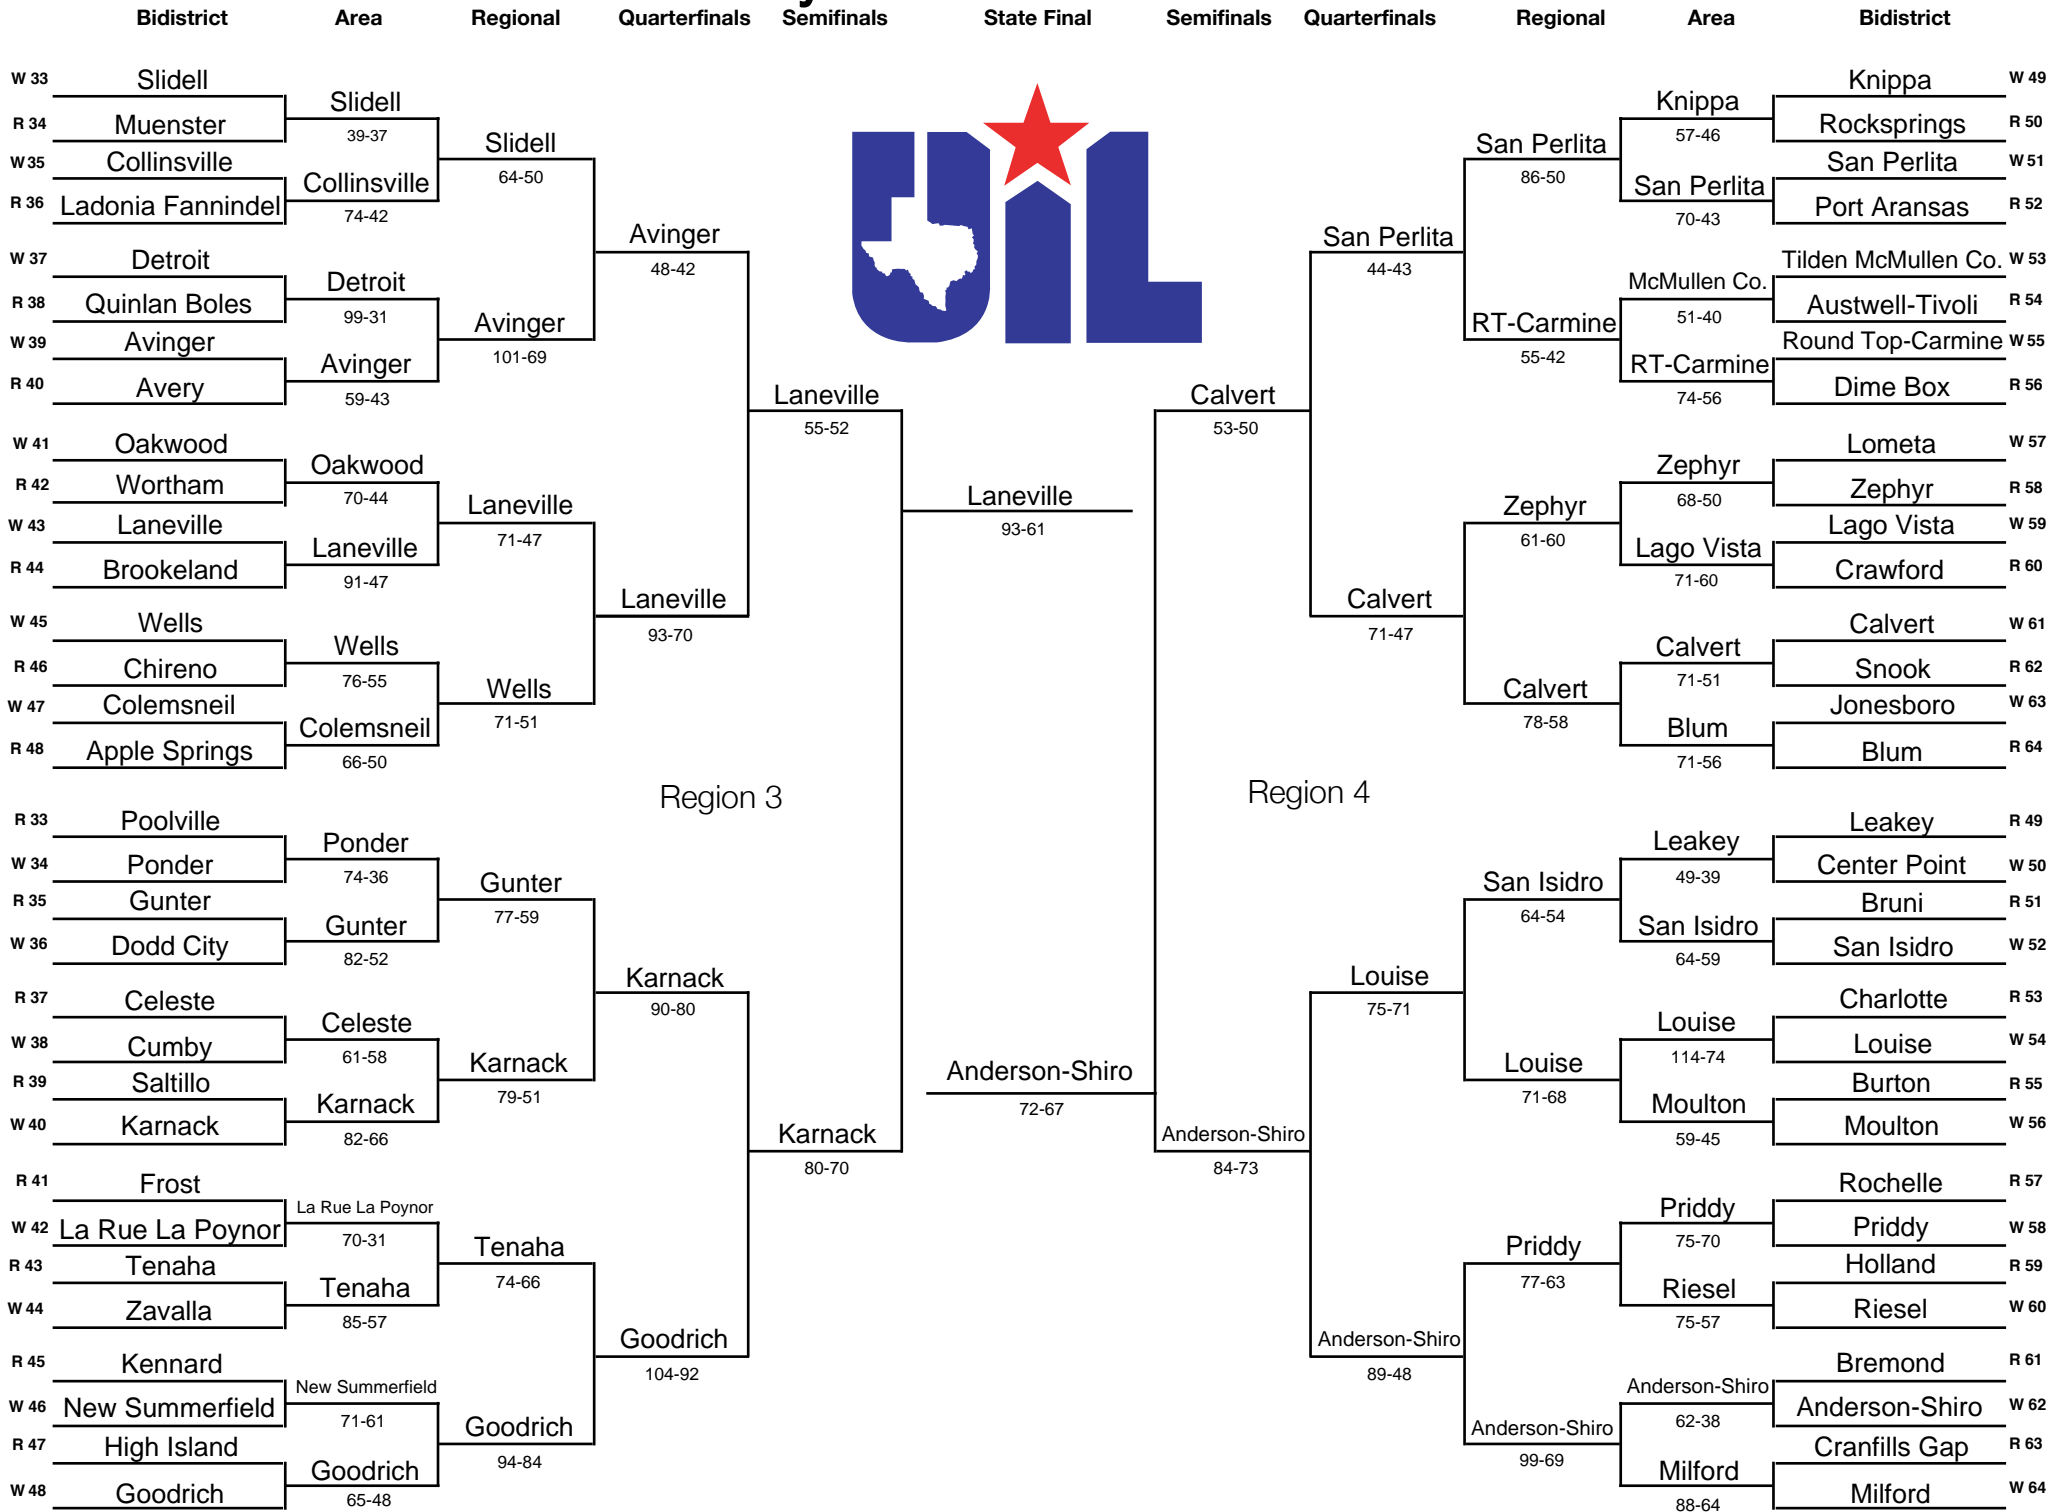 Bidistrict Area Regional Quarterfinals Semifinals State Final Semifinals Quarterfinals Regional Area Bidistrict
W 33 Slidell
Slidell
R 34 Muenster
39-37
Slidell
W 35 Collinsville
64-50
Collinsville
R 36 Ladonia Fannindel
74-42
Avinger
48-42
W 37 Detroit
Detroit
R 38 Quinlan Boles
99-31
Avinger
W 39 Avinger
101-69
Avinger
R 40 Avery
59-43
Laneville
55-52
W 41 Oakwood
Oakwood
R 42 Wortham
70-44
Laneville
W 43 Laneville
71-47
Laneville
R 44 Brookeland
91-47
Laneville
93-70
W 45 Wells
Wells
R 46 Chireno
76-55
Wells
W 47 Colemsneil
71-51
Colemsneil
R 48 Apple Springs
66-50
Region 3
R 33 Poolville
Ponder
W 34 Ponder
74-36
Gunter
R 35 Gunter
77-59
Gunter
W 36 Dodd City
82-52
Karnack
90-80
R 37 Celeste
Celeste
W 38 Cumby
61-58
Karnack
R 39 Saltillo
79-51
Karnack
W 40 Karnack
82-66
Karnack
80-70
R 41 Frost
La Rue La Poynor
W 42 La Rue La Poynor
70-31
Tenaha
R 43 Tenaha
74-66
Tenaha
W 44 Zavalla
85-57
Goodrich
104-92
R 45 Kennard
New Summerfield
W 46 New Summerfield
71-61
Goodrich
R 47 High Island
94-84
Goodrich
W 48 Goodrich
65-48
UIL
Laneville
93-61
Anderson-Shiro
72-67
Knippa W 49
Knippa
Rocksprings R 50
57-46
San Perlita
San Perlita W 51
86-50
San Perlita
Port Aransas R 52
70-43
San Perlita
44-43
Tilden McMullen Co. W 53
McMullen Co.
Austwell-Tivoli R 54
51-40
RT-Carmine
Round Top-Carmine W 55
55-42
RT-Carmine
Dime Box R 56
74-56
Calvert
53-50
Lometa W 57
Zephyr
Zephyr R 58
68-50
Zephyr
Lago Vista W 59
61-60
Lago Vista
Crawford R 60
71-60
Calvert
71-47
Calvert W 61
Calvert
Snook R 62
71-51
Calvert
Jonesboro W 63
78-58
Blum
Blum R 64
71-56
Region 4
Leakey R 49
Leakey
Center Point W 50
49-39
San Isidro
Bruni R 51
64-54
San Isidro
San Isidro W 52
64-59
Louise
75-71
Charlotte R 53
Louise
Louise W 54
114-74
Louise
Burton R 55
71-68
Moulton
Moulton W 56
59-45
Anderson-Shiro
84-73
Rochelle R 57
Priddy
Priddy W 58
75-70
Priddy
Holland R 59
77-63
Riesel
Riesel W 60
75-57
Anderson-Shiro
89-48
Bremond R 61
Anderson-Shiro
Anderson-Shiro W 62
62-38
Anderson-Shiro
Cranfills Gap R 63
99-69
Milford
Milford W 64
88-64